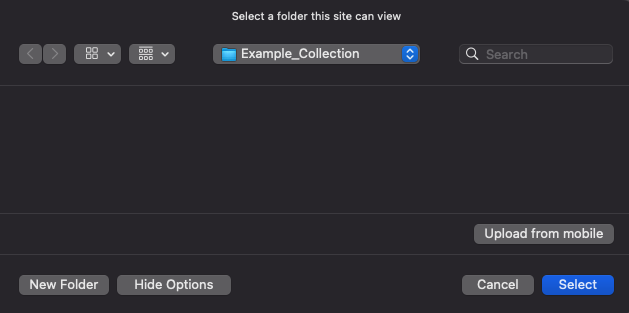 Select a folder this site can view
Example_Collection
Search
Upload from mobile
New Folder
Hide Options
Cancel
Select